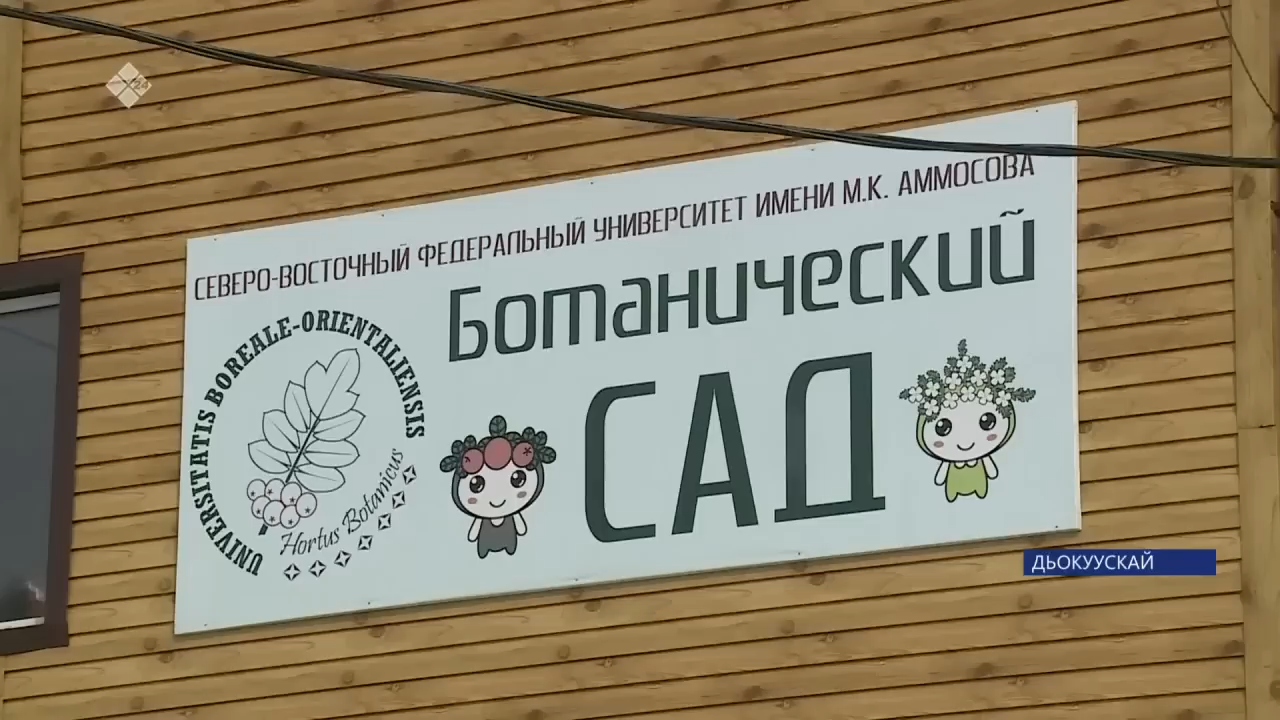 СЕВЕРО-ВОСТОЧНЫЙ ФЕДЕРАЛЬНЫЙ УНИВЕРСИТЕТ ИМЕНИ М.К. АММОСОВА
Ботанический
САД
UNIVERSITATIS BOREALE-ORIENTALIENSIS
Hortus Botanicus
ДЬОКУУСКАЙ